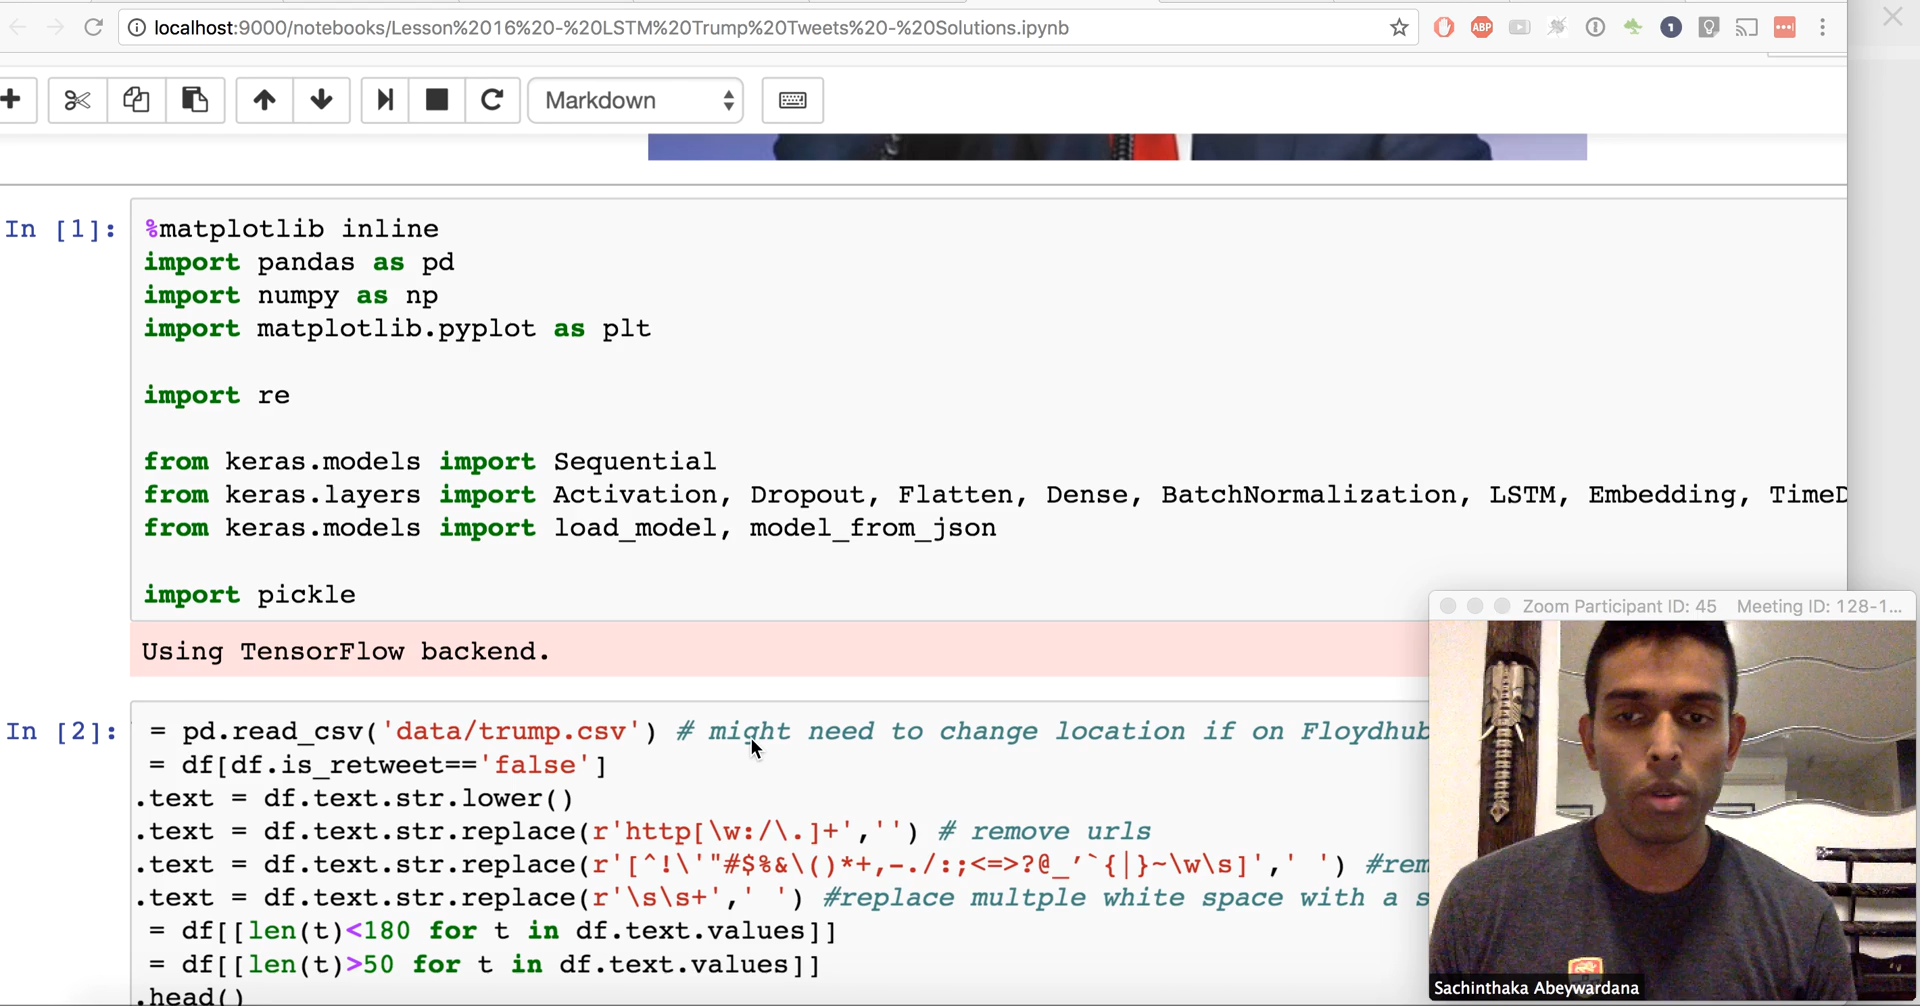 localhost:9000/notebooks/Lesson%2016%20-%20LSTM%20Trump%20Tweets%20-%20Solutions.ipynb
ABP
1
Markdown
In [1]:
%matplotlib inline
import pandas as pd
import numpy as np
import matplotlib.pyplot as plt
import re
from keras.models import Sequential
from keras.layers import Activation, Dropout, Flatten, Dense, BatchNormalization, LSTM, Embedding, TimeD
from keras.models import load_model, model_from_json
import pickle
Using TensorFlow backend.
In [2]:
= pd.read_csv('data/trump.csv') # might need to change location if on Floydhub
= df[df.is_retweet=='false']
.text = df.text.str.lower()
.text = df.text.str.replace(r'http[\w:/\.]+','') # remove urls
.text = df.text.str.replace(r'[^!\'"#$%&\()*+,-./:;<=>?@_’`{|}~\w\s]',' ') #rem
.text = df.text.str.replace(r'\s\s+',' ') #replace multple white space with a s
= df[[len(t)<180 for t in df.text.values]]
= df[[len(t)>50 for t in df.text.values]]
.head()
Zoom Participant ID: 45 Meeting ID: 128-1...
Sachinthaka Abeywardana